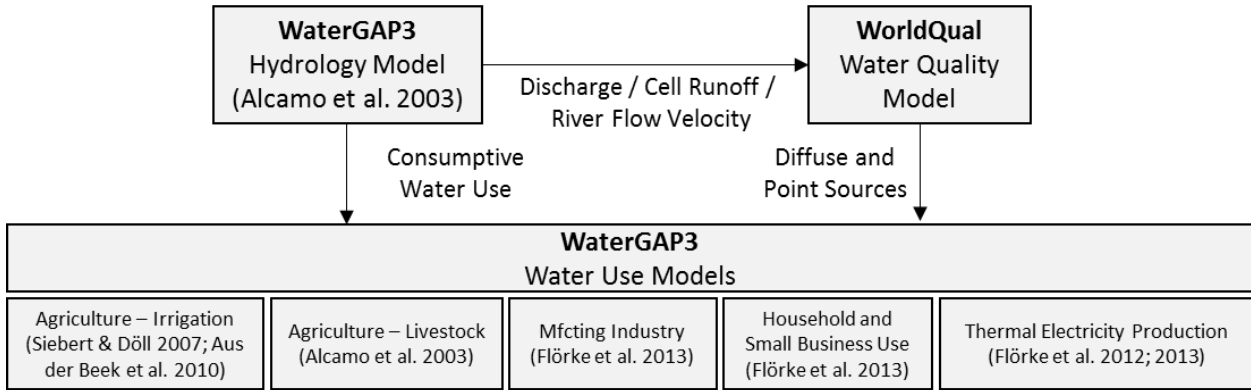 WaterGAP3
Hydrology Model
(Alcamo et al. 2003)
Discharge / Cell Runoff /
River Flow Velocity
WorldQual
Water Quality
Model
Consumptive
Water Use
Diffuse and
Point Sources
WaterGAP3
Water Use Models
Agriculture – Irrigation
(Siebert & Döll 2007; Aus
der Beek et al. 2010)
Agriculture – Livestock
(Alcamo et al. 2003)
Mfcting Industry
(Flörke et al. 2013)
Household and
Small Business Use
(Flörke et al. 2013)
Thermal Electricity Production
(Flörke et al. 2012; 2013)